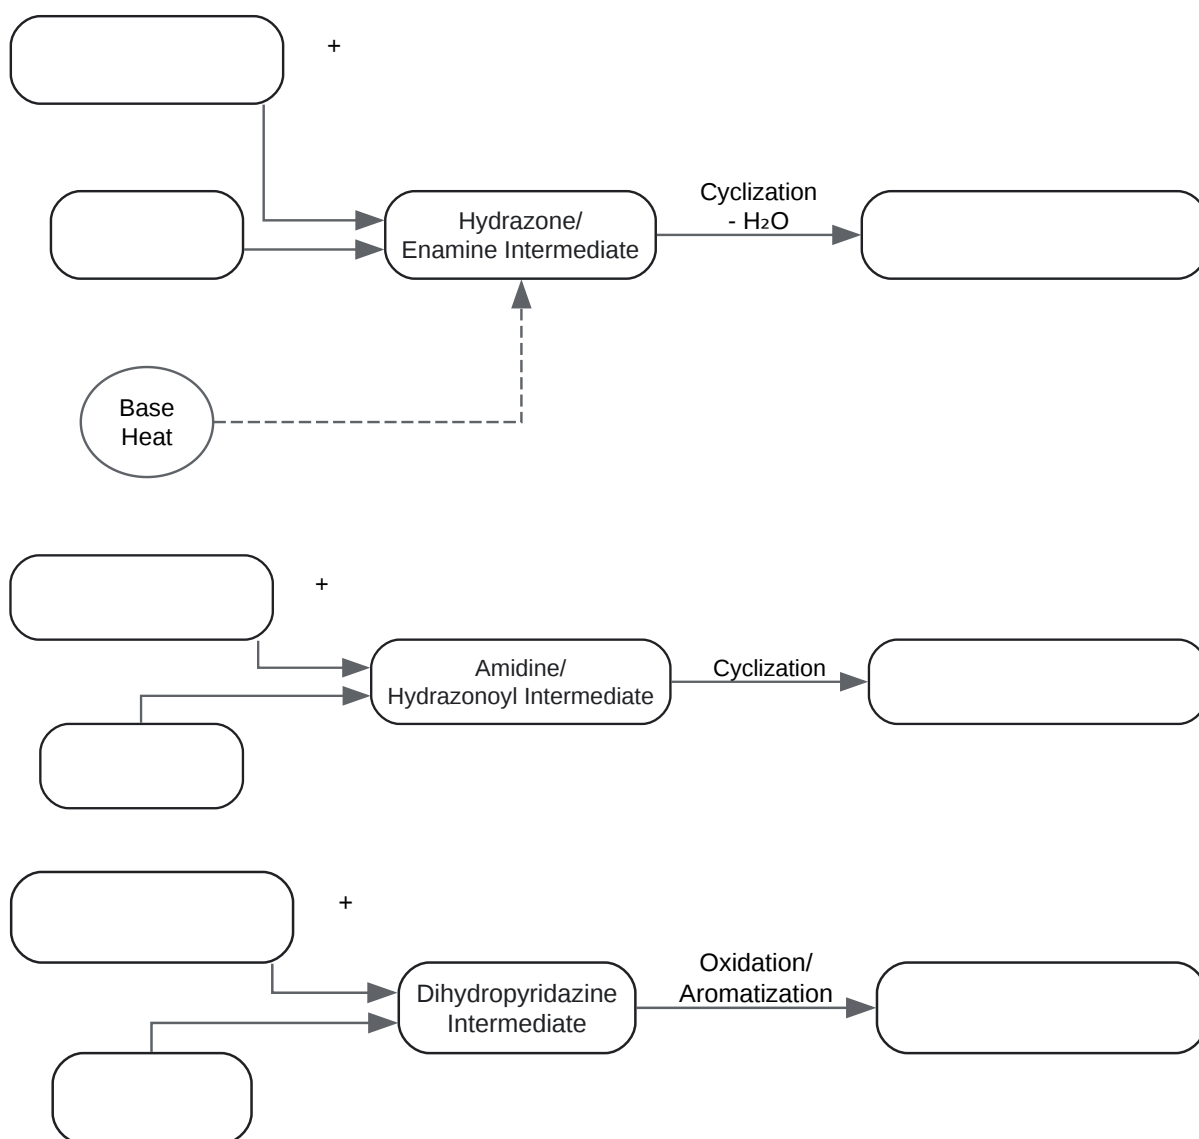 +
Cyclization
- H₂O
Hydrazone/
Enamine Intermediate
Base
Heat
+
Amidine/
Hydrazonoyl Intermediate
Cyclization
+
Oxidation/
Aromatization
Dihydropyridazine
Intermediate